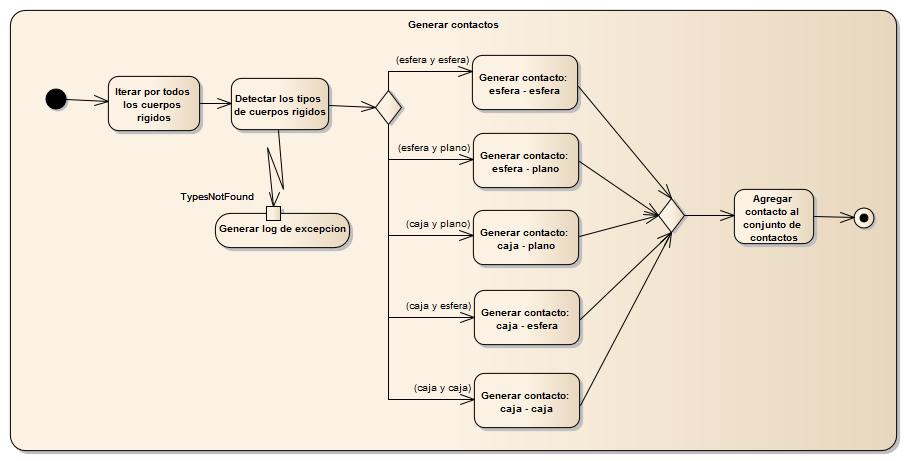 Generar contactos
Iterar por todos
los cuerpos
rigidos
Detectar los tipos
de cuerpos rigidos
TypesNotFound
Generar log de excepcion
(esfera y esfera)
Generar contacto:
esfera - esfera
(esfera y plano)
Generar contacto:
esfera - plano
(caja y plano)
Generar contacto:
caja - plano
(caja y esfera)
Generar contacto:
caja - esfera
(caja y caja)
Generar contacto:
caja - caja
Agregar
contacto al
conjunto de
contactos